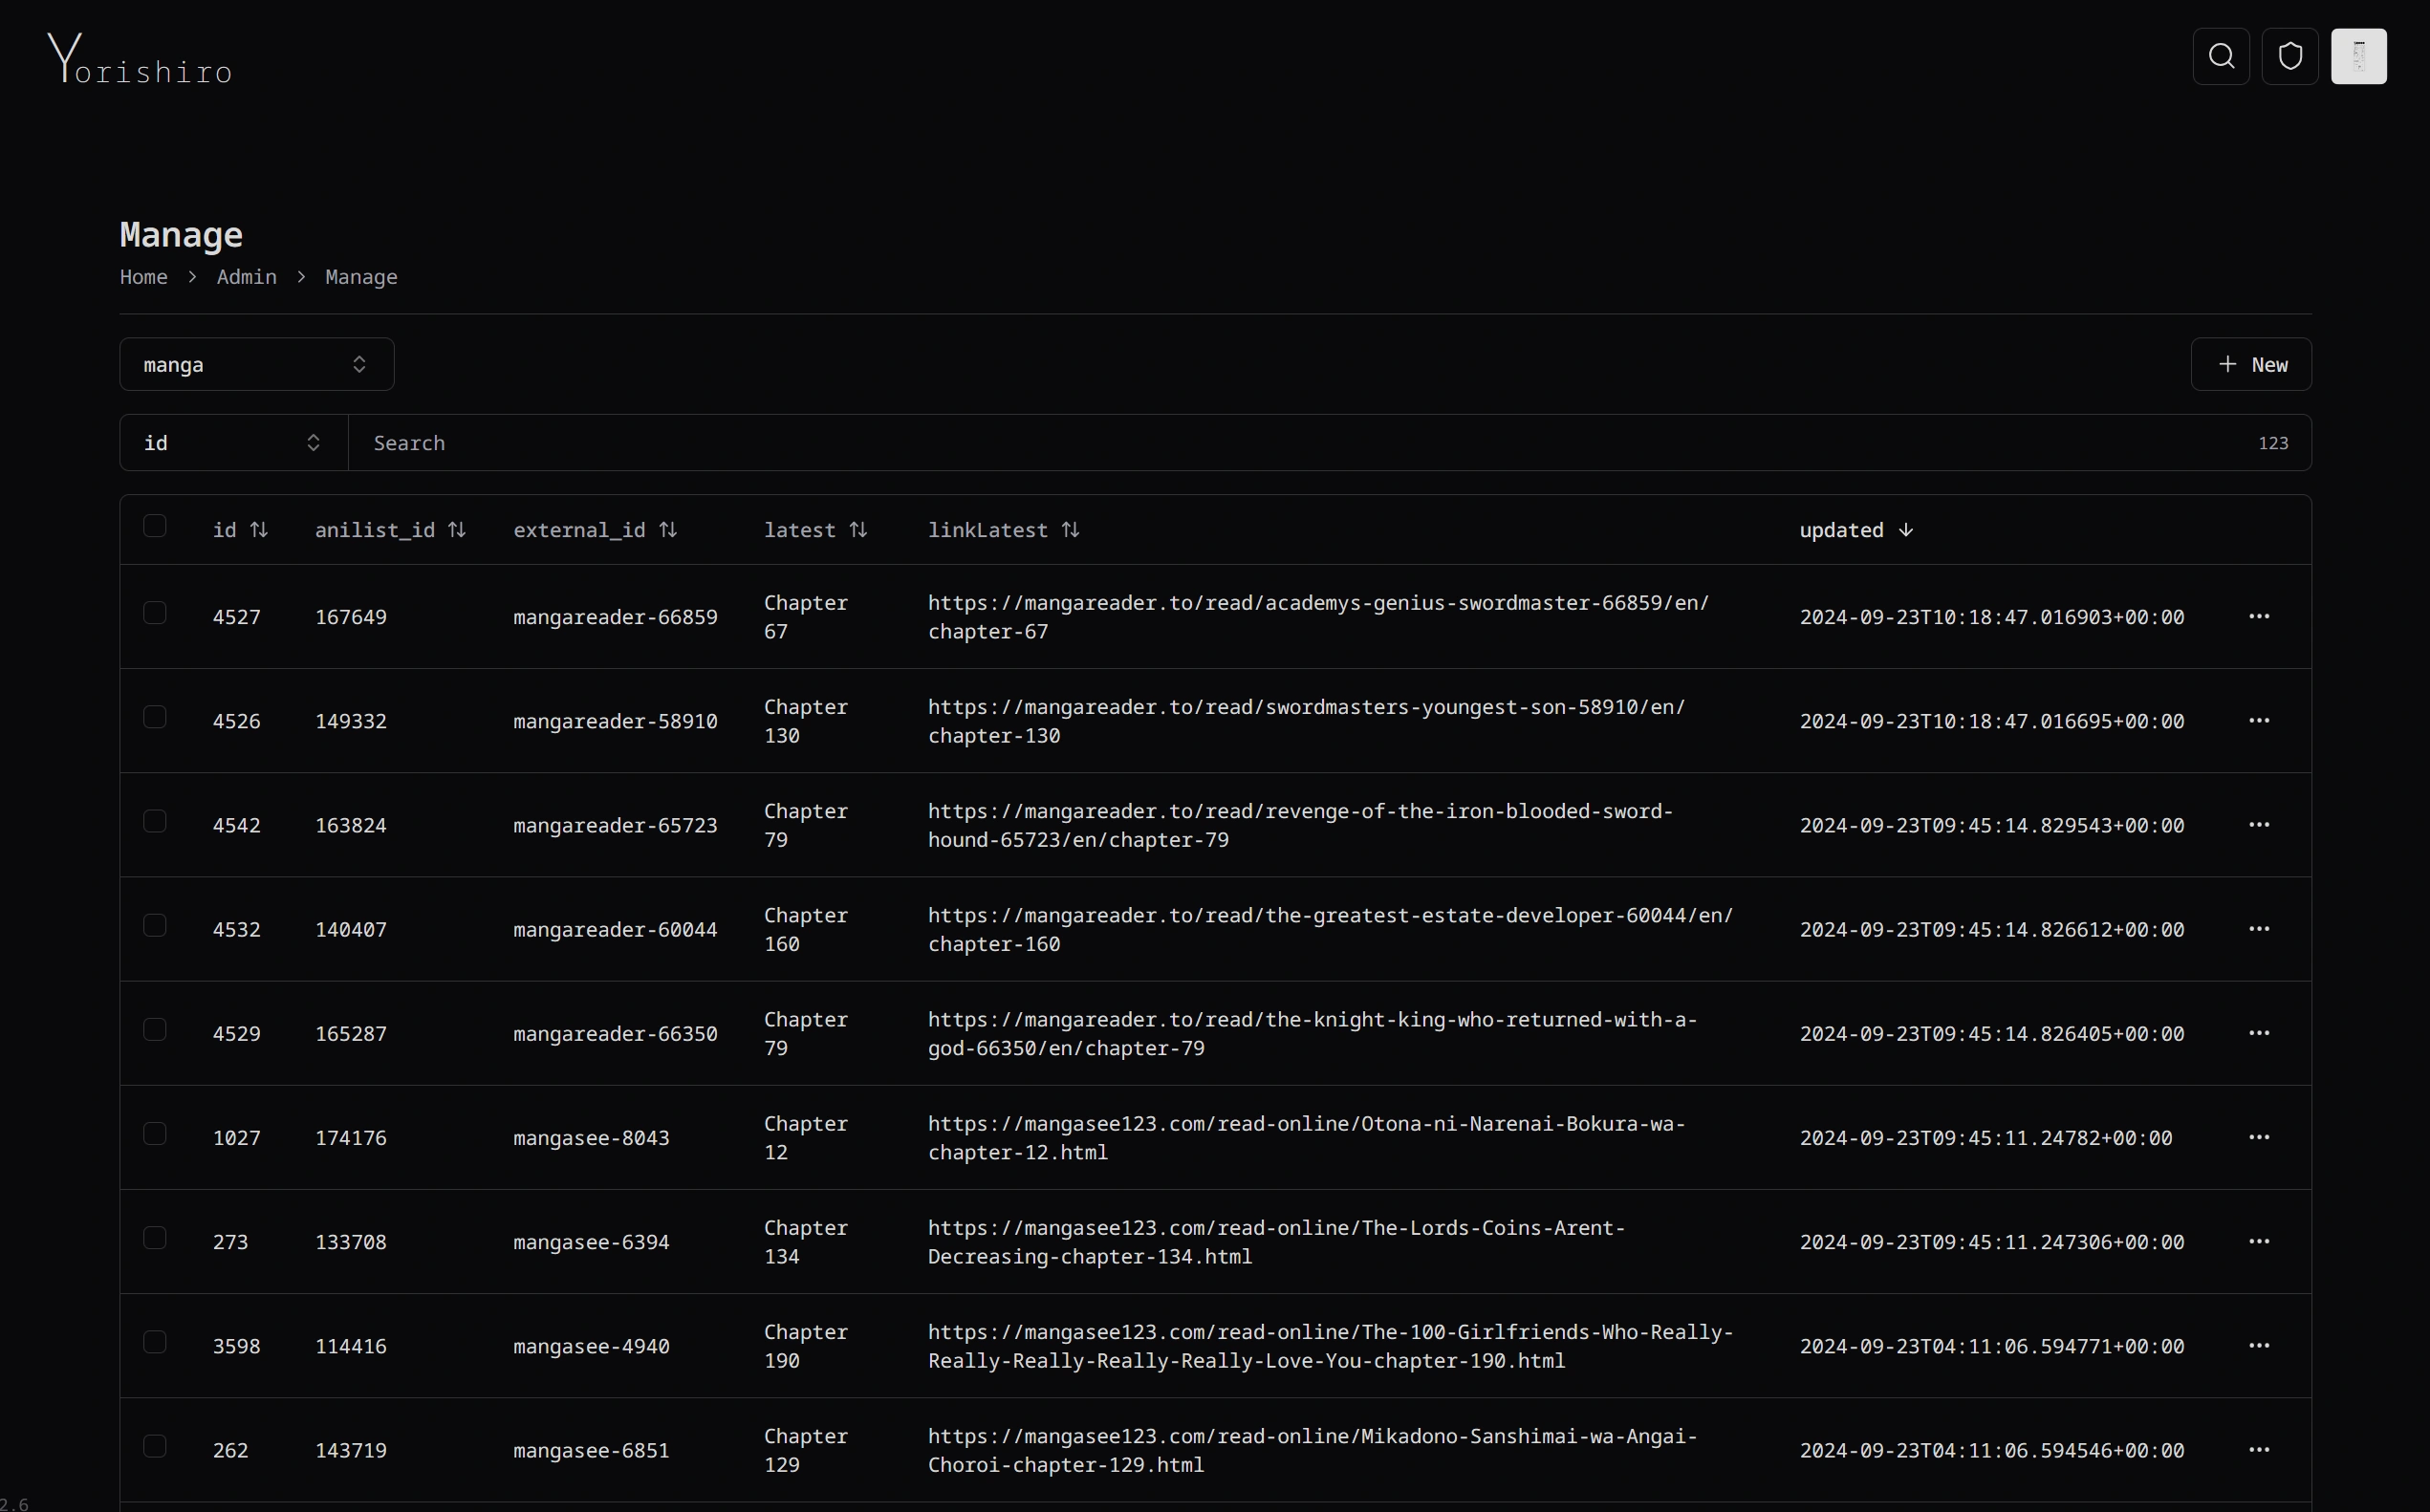 Yorishiro
Manage
Home > Admin > Manage
manga
New
id
Search
123
id anilist_id external_id latest linkLatest updated
4527 167649 mangareader-66859 Chapter 67 https://mangareader.to/read/academys-genius-swordmaster-66859/en/
chapter-67 2024-09-23T10:18:47.016903+00:00
4526 149332 mangareader-58910 Chapter 130 https://mangareader.to/read/swordmasters-youngest-son-58910/en/
chapter-130 2024-09-23T10:18:47.016695+00:00
4542 163824 mangareader-65723 Chapter 79 https://mangareader.to/read/revenge-of-the-iron-blooded-sword-
hound-65723/en/chapter-79 2024-09-23T09:45:14.829543+00:00
4532 140407 mangareader-60044 Chapter 160 https://mangareader.to/read/the-greatest-estate-developer-60044/en/
chapter-160 2024-09-23T09:45:14.826612+00:00
4529 165287 mangareader-66350 Chapter 79 https://mangareader.to/read/the-knight-king-who-returned-with-a-
god-66350/en/chapter-79 2024-09-23T09:45:14.826405+00:00
1027 174176 mangasee-8043 Chapter 12 https://mangasee123.com/read-online/Otona-ni-Narenai-Bokura-wa-
chapter-12.html 2024-09-23T09:45:11.24782+00:00
273 133708 mangasee-6394 Chapter 134 https://mangasee123.com/read-online/The-Lords-Coins-Arent-
Decreasing-chapter-134.html 2024-09-23T09:45:11.247306+00:00
3598 114416 mangasee-4940 Chapter 190 https://mangasee123.com/read-online/The-100-Girlfriends-Who-Really-
Really-Really-Really-Really-Love-You-chapter-190.html 2024-09-23T04:11:06.594771+00:00
262 143719 mangasee-6851 Chapter 129 https://mangasee123.com/read-online/Mikadono-Sanshimai-wa-Angai-
Choroi-chapter-129.html 2024-09-23T04:11:06.594546+00:00
2.6